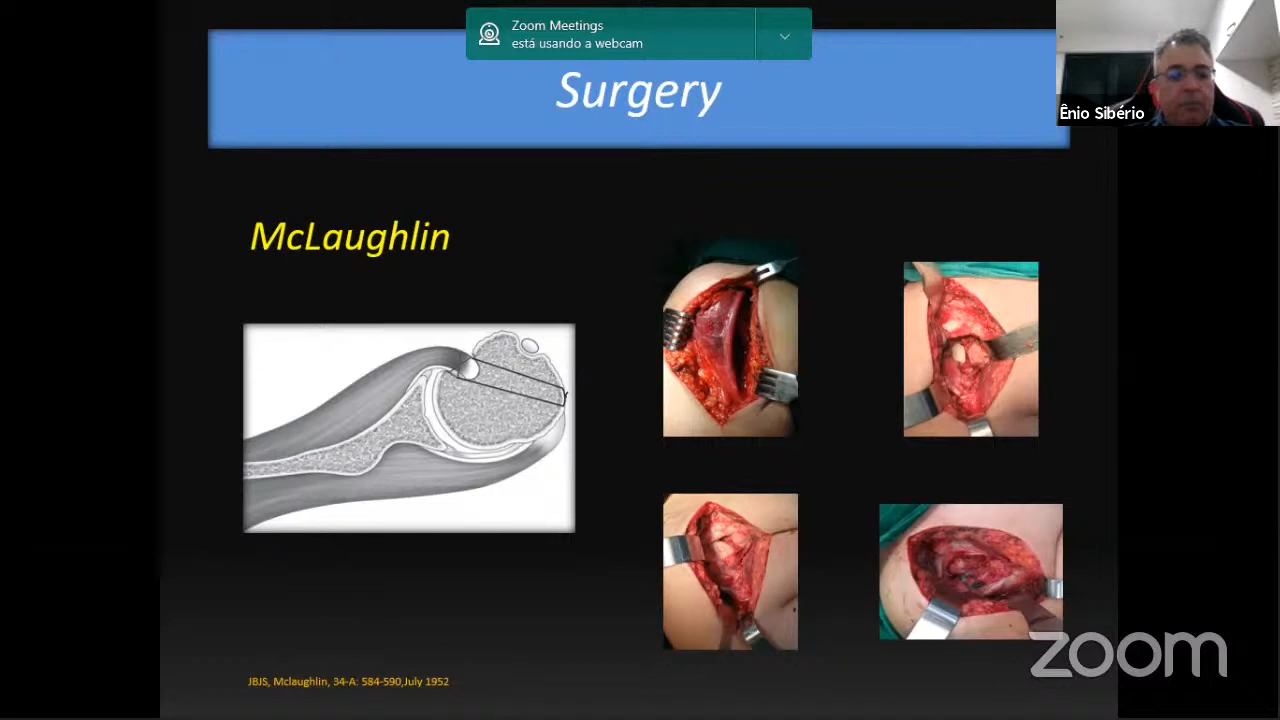 Zoom Meetings
está usando a webcam
Surgery
Ênio Sibério
McLaughlin
JBJS, Mclaughlin, 34-A: 584-590,July 1952
zoom